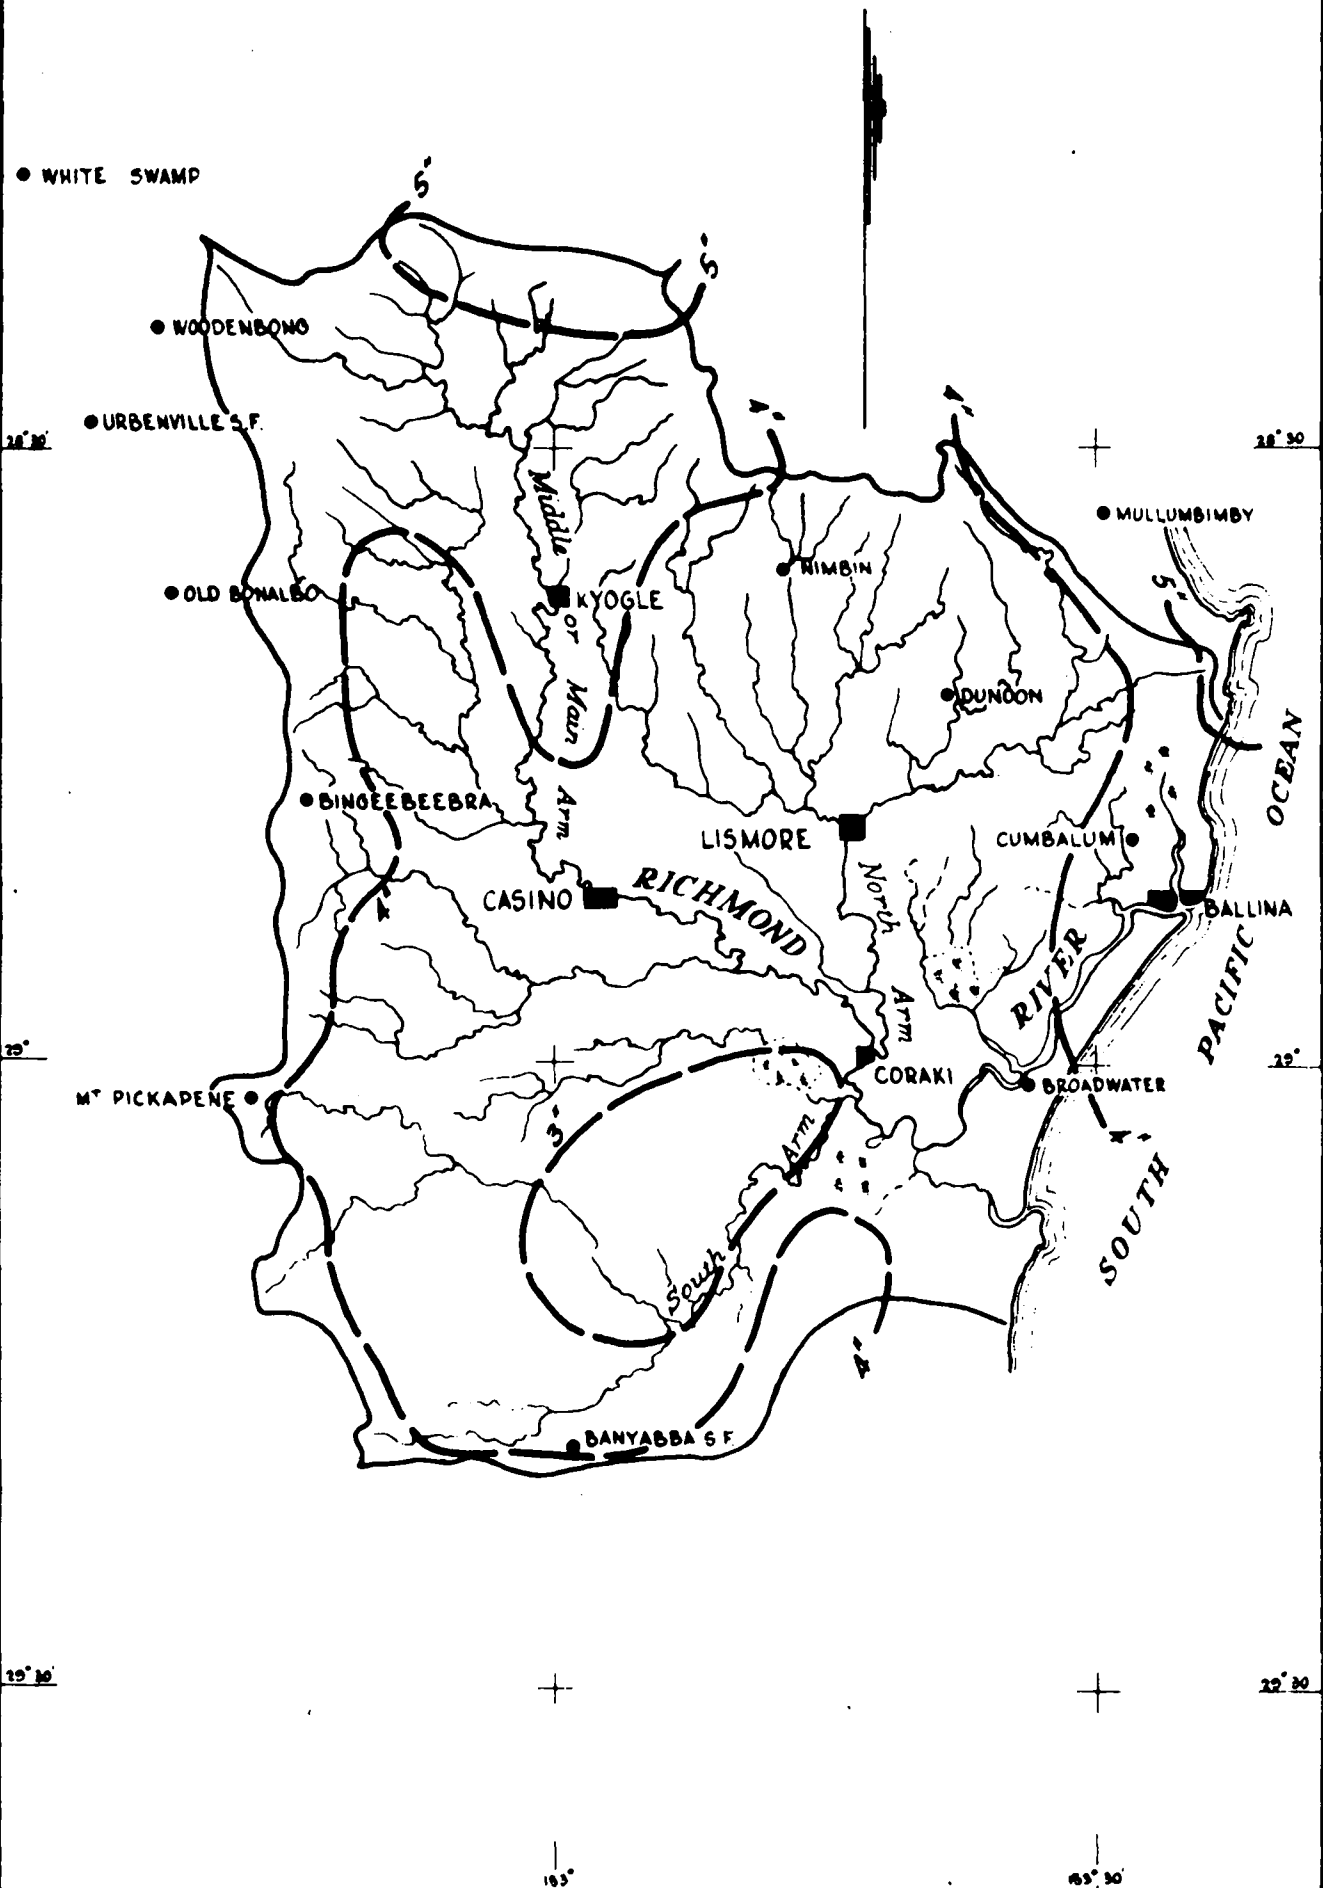 WHITE SWAMP
5"
5"
WOODENBONG
4"
4"
URBENVILLE S.F.
28° 30'
28° 30
MULLUMBIMBY
Middle
or
Main
Arm
NIMBIN
5"
OLD BONALBO
KYOGLE
DUNOON
OCEAN
BINGEEBEEBRA
LISMORE
CUMBALUM
4"
CASINO
RICHMOND
North
Arm
BALLINA
RIVER
PACIFIC
29°
29°
CORAKI
BROADWATER
MT PICKAPENE
3"
Arm
4"
SOUTH
South
4"
BANYABBA S F
29° 30'
29° 30
153°
153° 30'